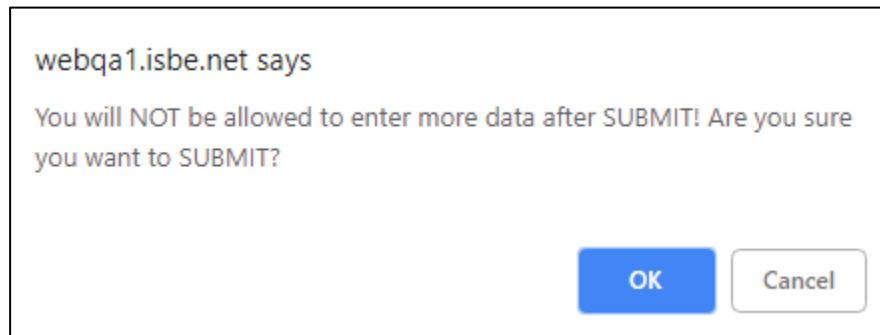 webqa1.isbe.net says
You will NOT be allowed to enter more data after SUBMIT! Are you sure
you want to SUBMIT?
OK
Cancel